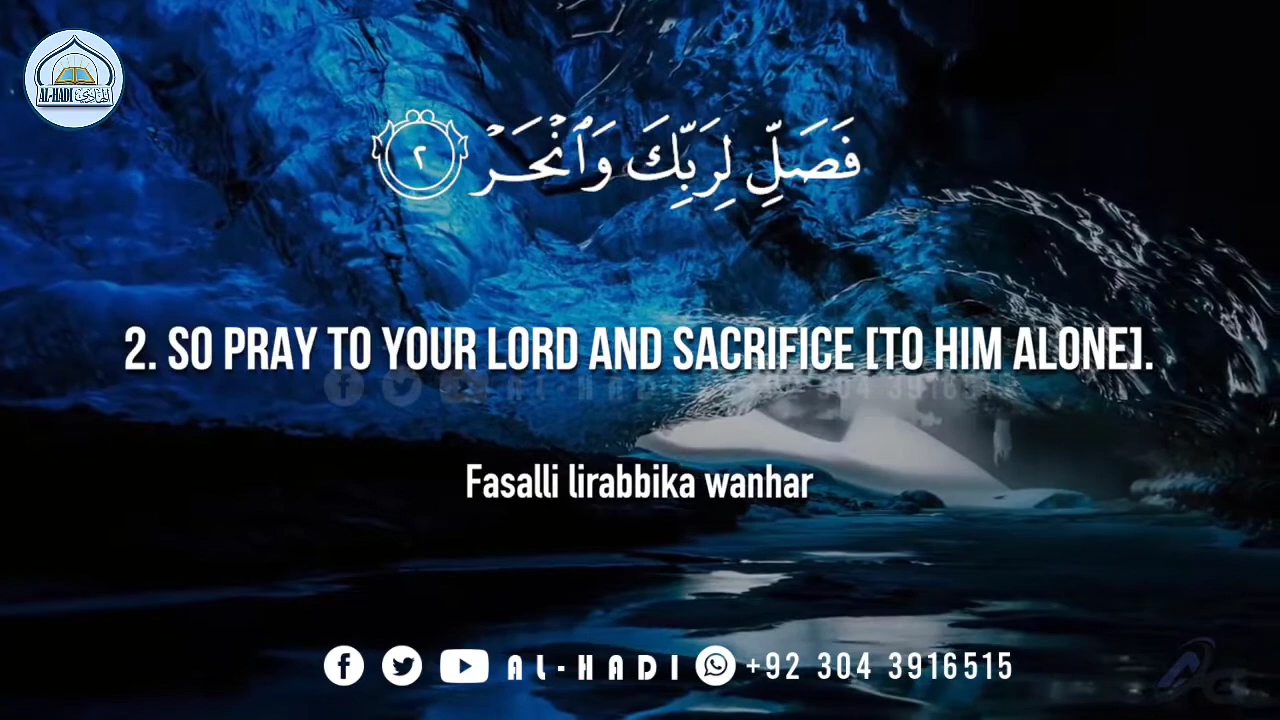 AL-HADI
فَصَلِّ لِرَبِّكَ وَٱنْحَرْ ٢
2. SO PRAY TO YOUR LORD AND SACRIFICE [TO HIM ALONE].
Fasalli lirabbika wanhar
AL-HADI +92 304 3916515